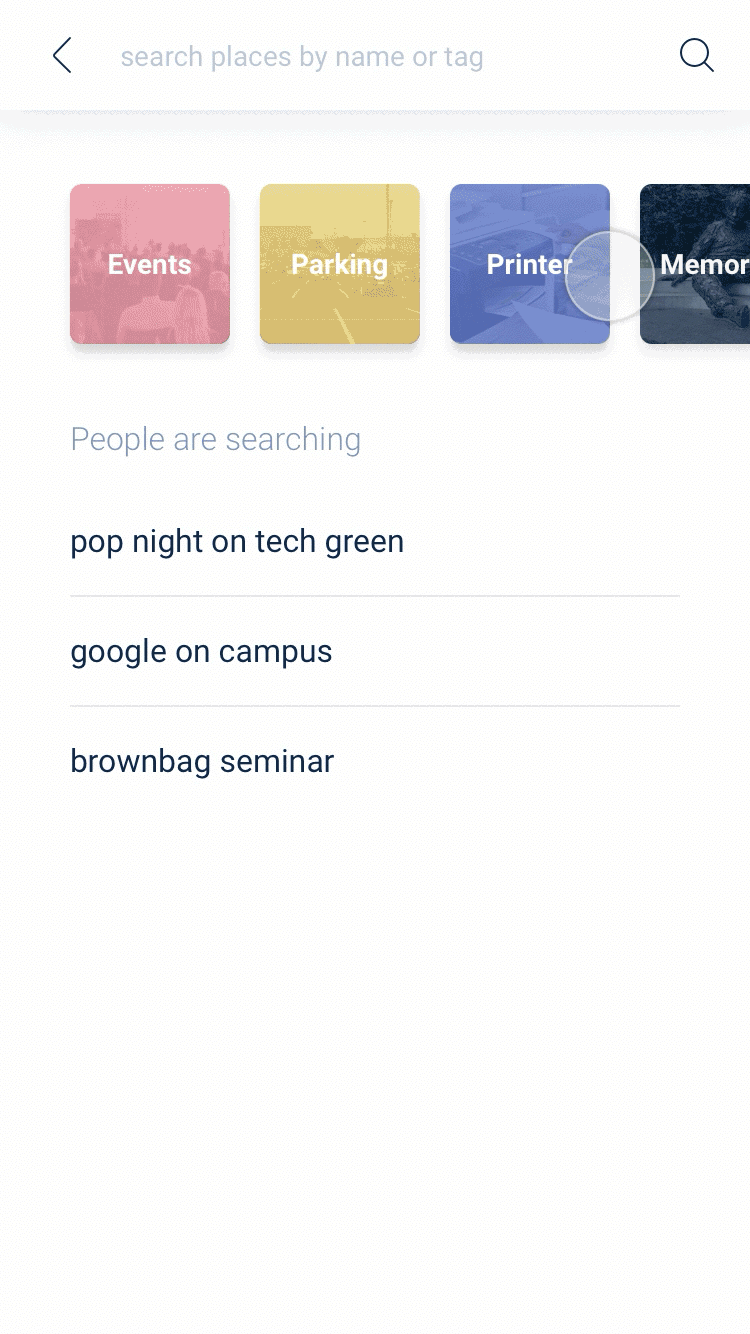 search places by name or tag
Events
Parking
Printer
Memor
People are searching
pop night on tech green
google on campus
brownbag seminar